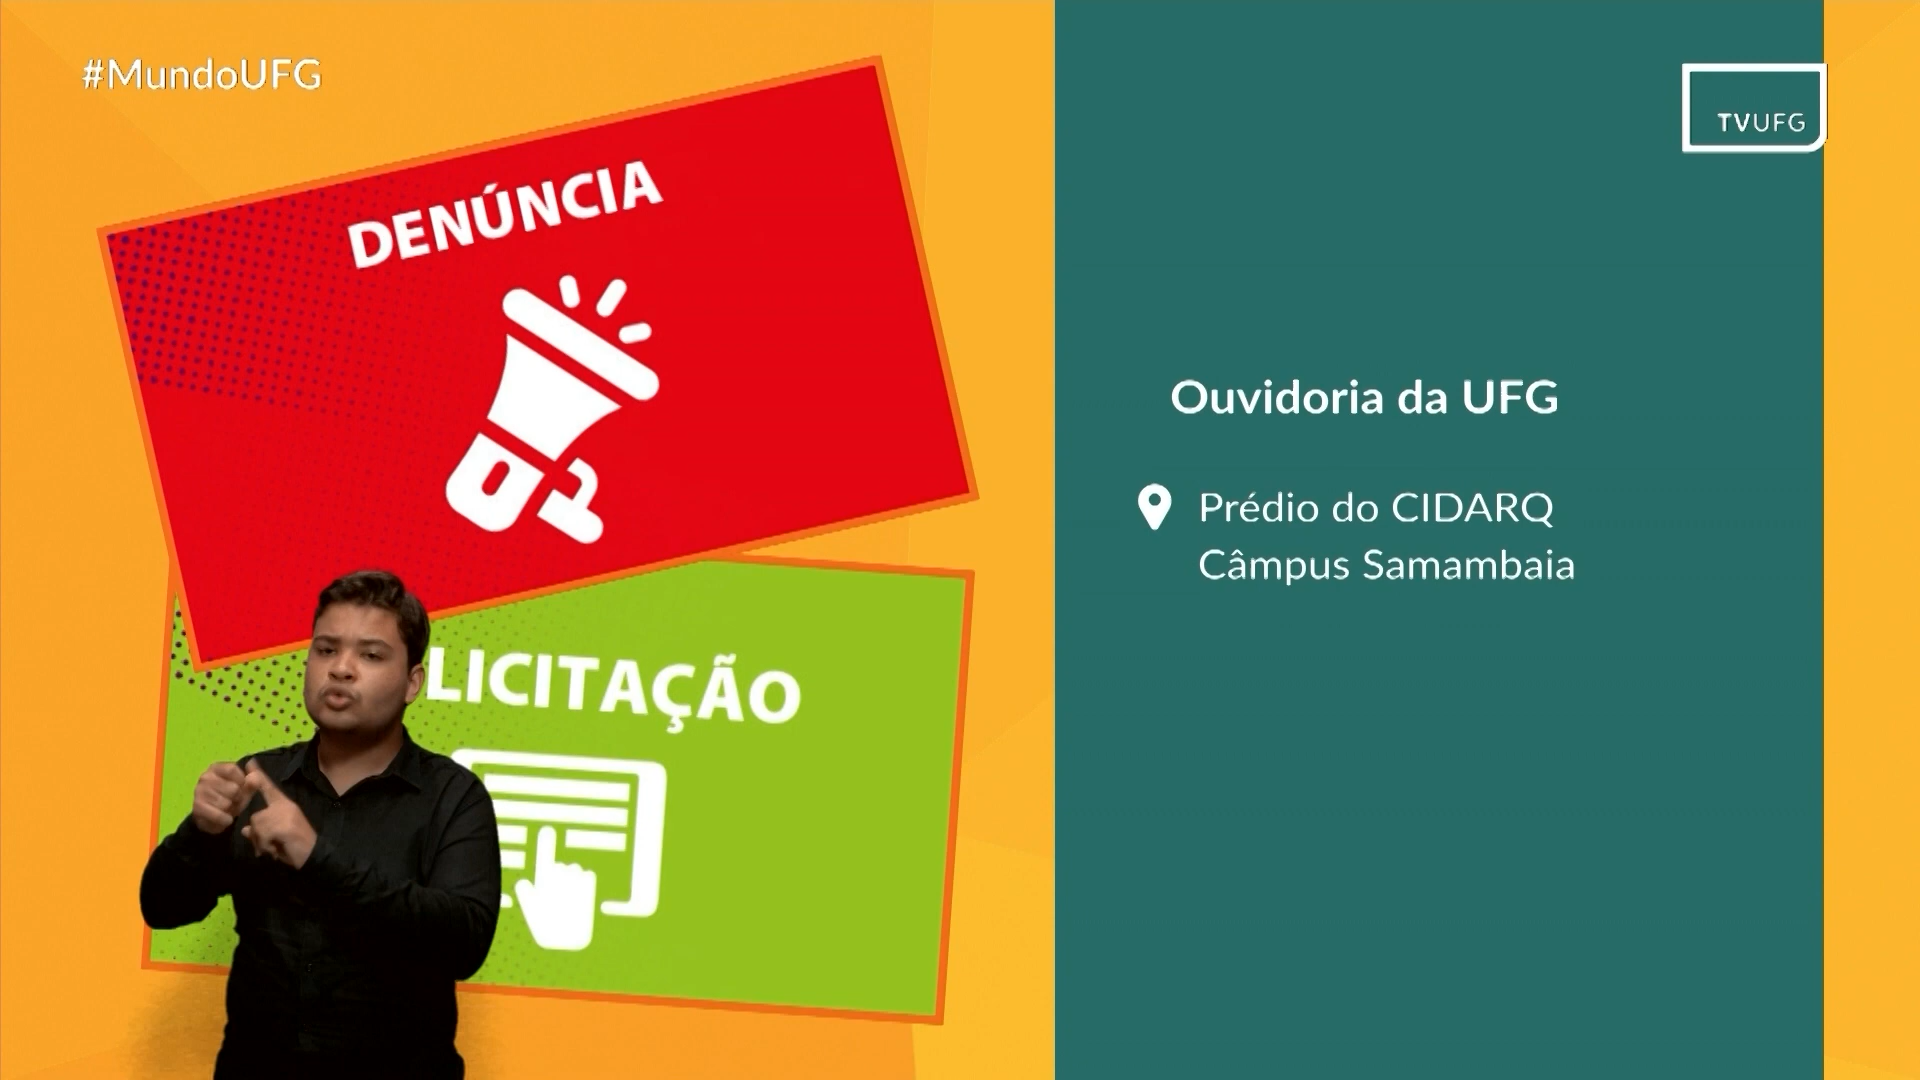 #MundoUFG
TVUFG
DENÚNCIA
LICITAÇÃO
Ouvidoria da UFG
Prédio do CIDARQ
Câmpus Samambaia